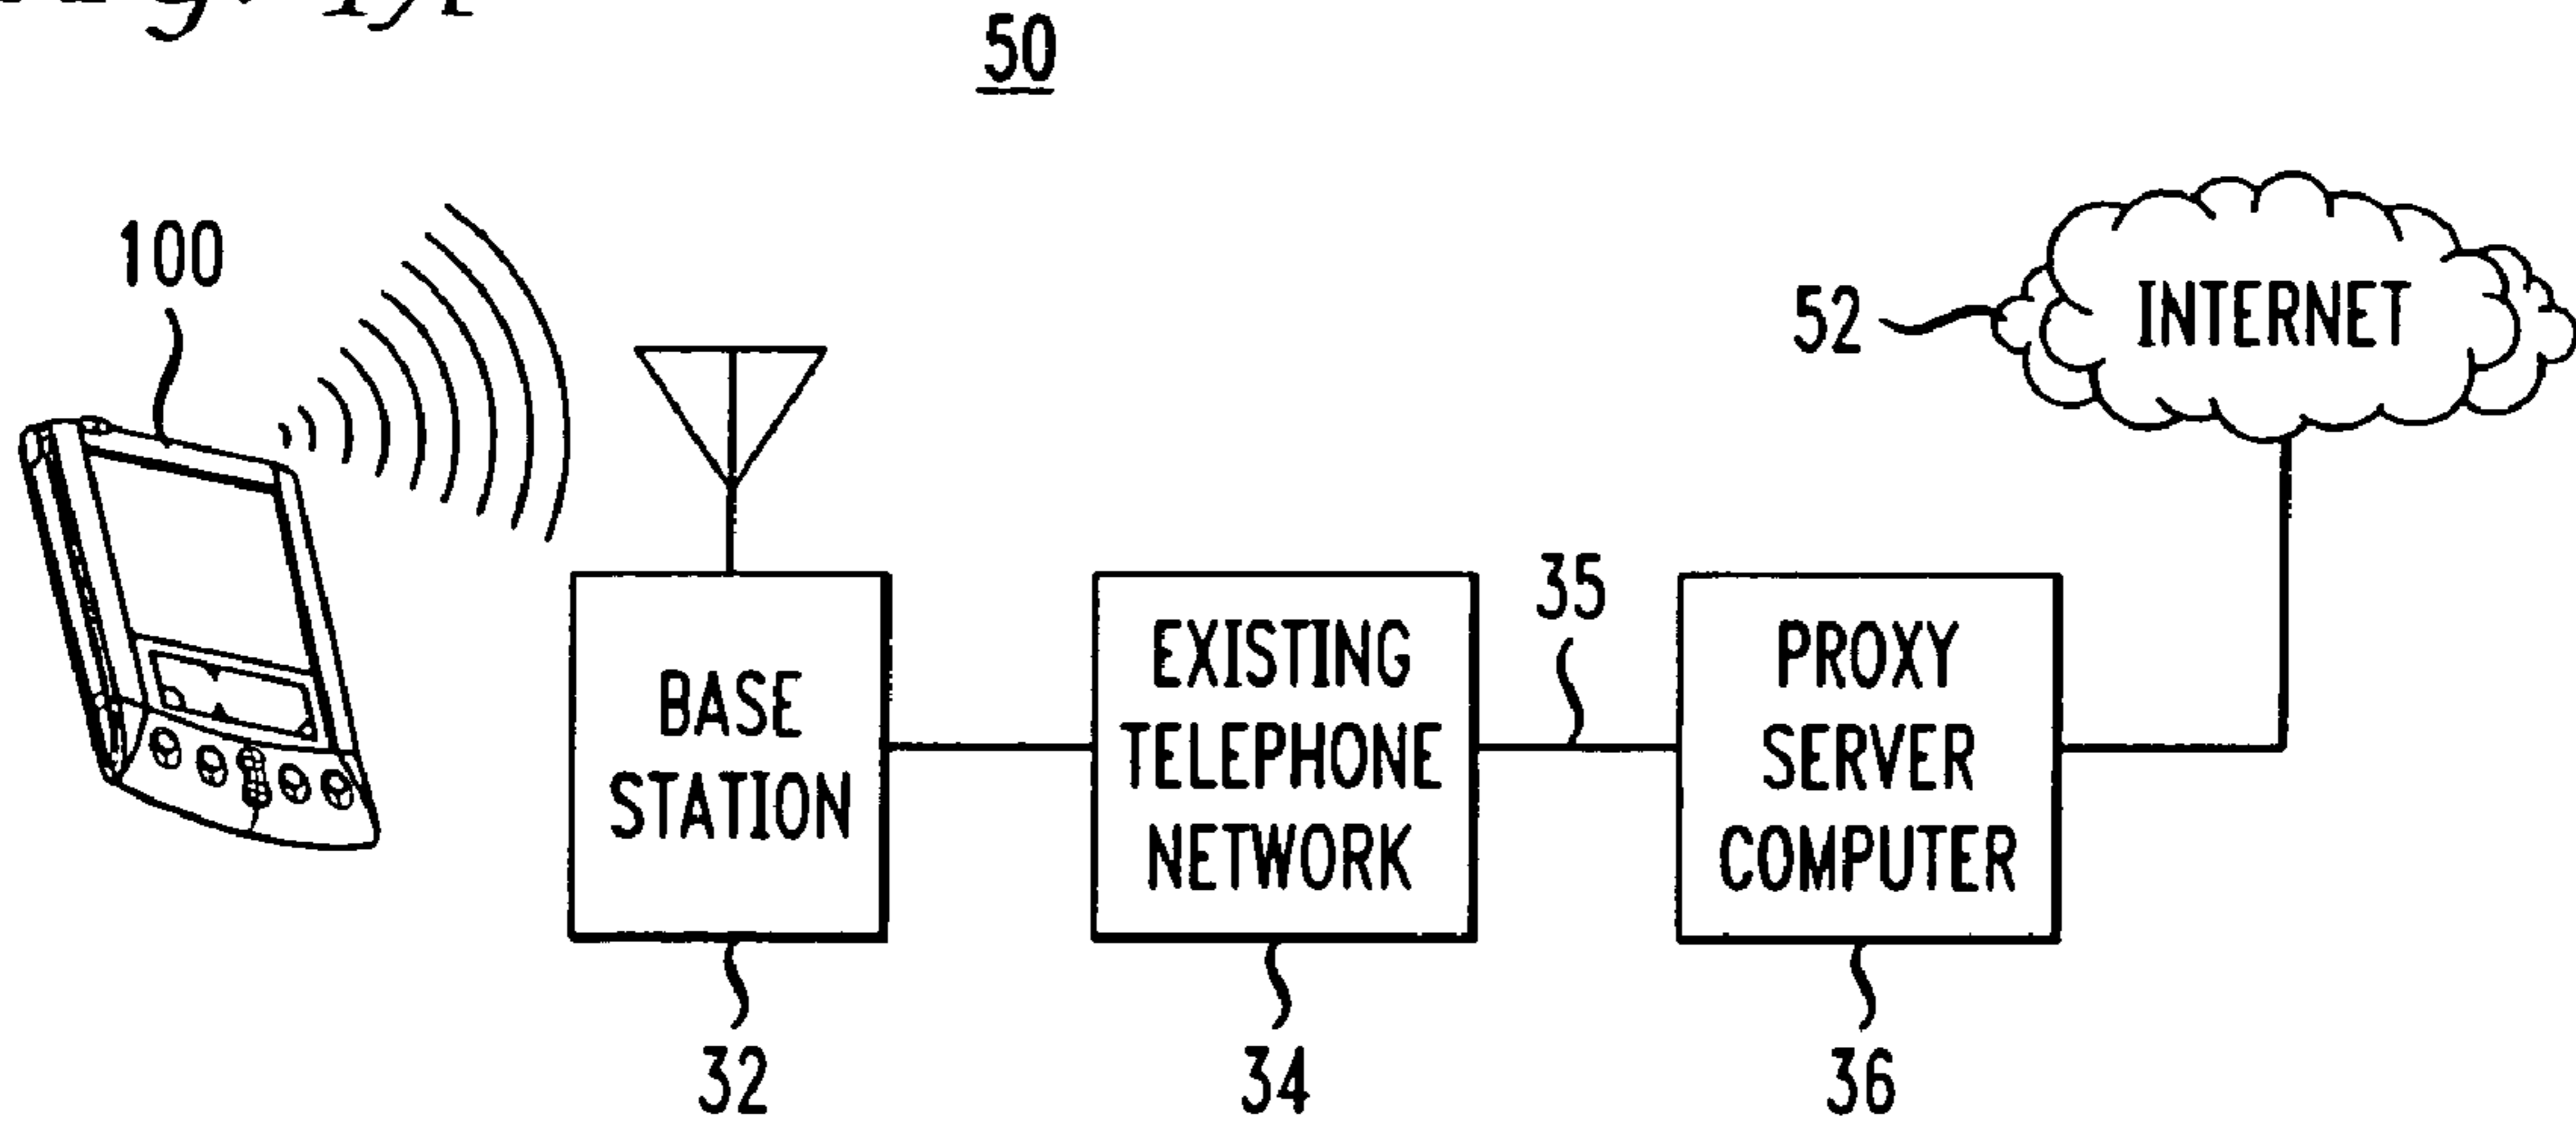 50
100
52
INTERNET
35
BASE
STATION
EXISTING
TELEPHONE
NETWORK
PROXY
SERVER
COMPUTER
32
34
36